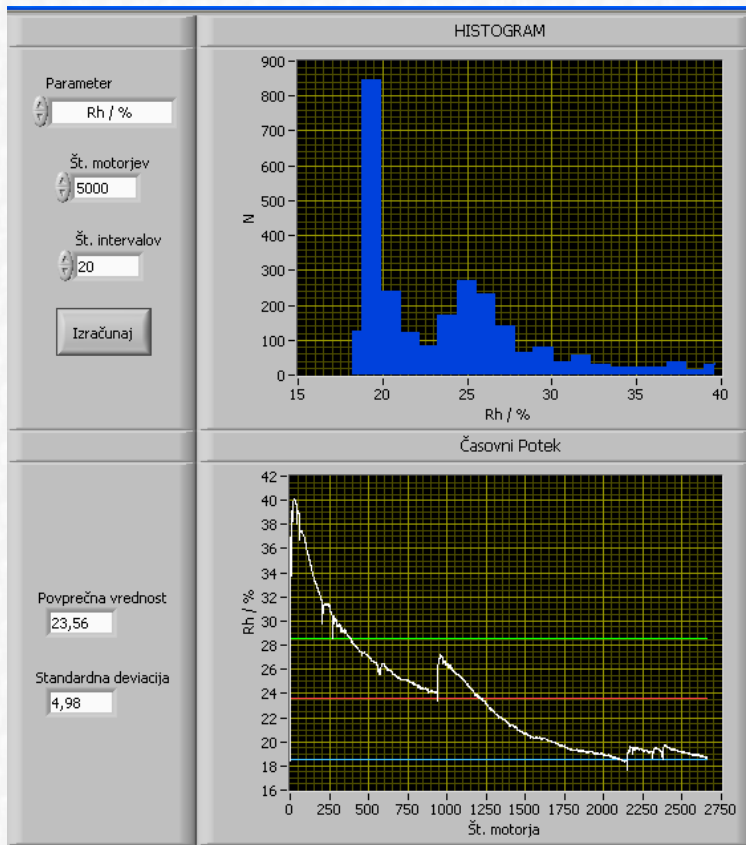 HISTOGRAM
Parameter
Rh / %
Št. motorjev
5000
Št. intervalov
20
Izračunaj
N
900
800
700
600
500
400
300
200
100
0
15 20 25 30 35 40
Rh / %
Časovni Potek
Povprečna vrednost
23,56
Standardna deviacija
4,98
Rh / %
42
40
38
36
34
32
30
28
26
24
22
20
18
16
0 250 500 750 1000 1250 1500 1750 2000 2250 2500 2750
Št. motorja